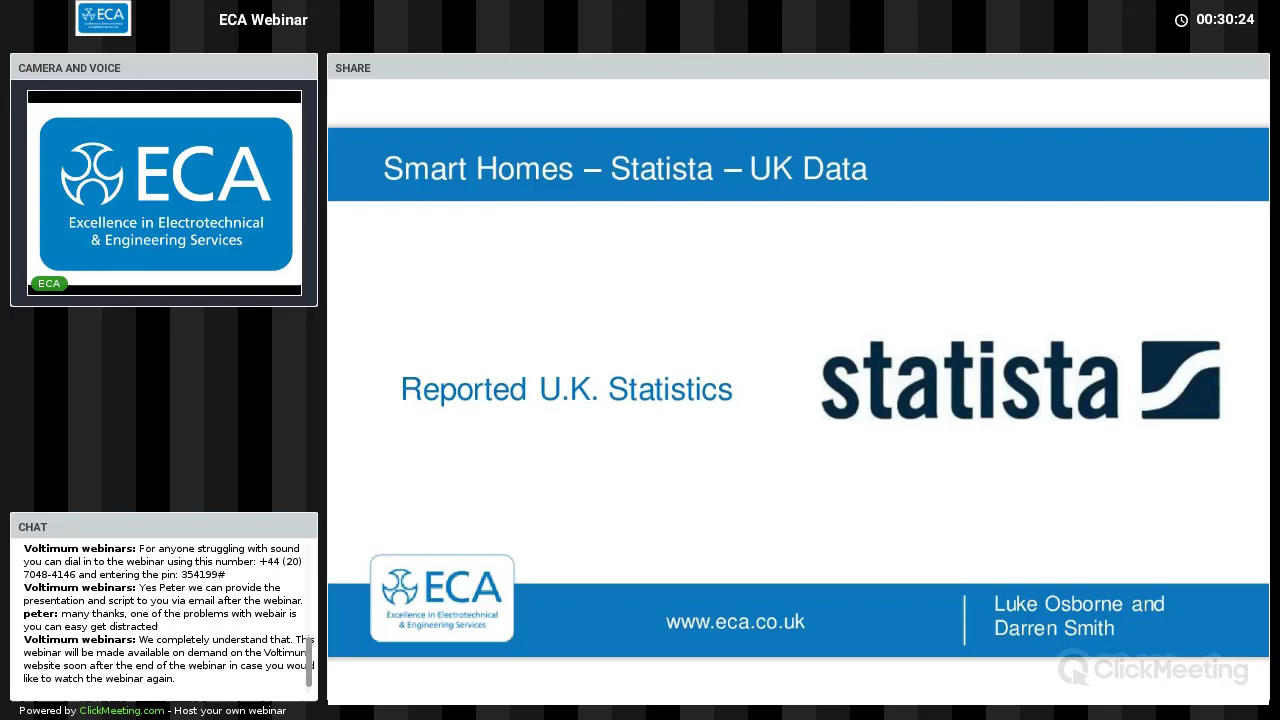 ECA
ECA Webinar
00:30:24
CAMERA AND VOICE
ECA
Excellence in Electrotechnical
& Engineering Services
ECA
CHAT
Voltimum webinars: For anyone struggling with sound
you can dial in to the webinar using this number: +44 (20)
7048-4146 and entering the pin: 354199#
Voltimum webinars: Yes Peter we can provide the
presentation and script to you via email after the webinar.
peter: many thanks, one of the problems with webair is
you can easy get distracted
Voltimum webinars: We completely understand that. This
webinar will be made available on demand on the Voltimum
website soon after the end of the webinar in case you would
like to watch the webinar again.
Powered by ClickMeeting.com - Host your own webinar
SHARE
Smart Homes – Statista – UK Data
Reported U.K. Statistics
statista
ECA
Excellence in Electrotechnical
& Engineering Services
www.eca.co.uk
Luke Osborne and
Darren Smith
ClickMeeting